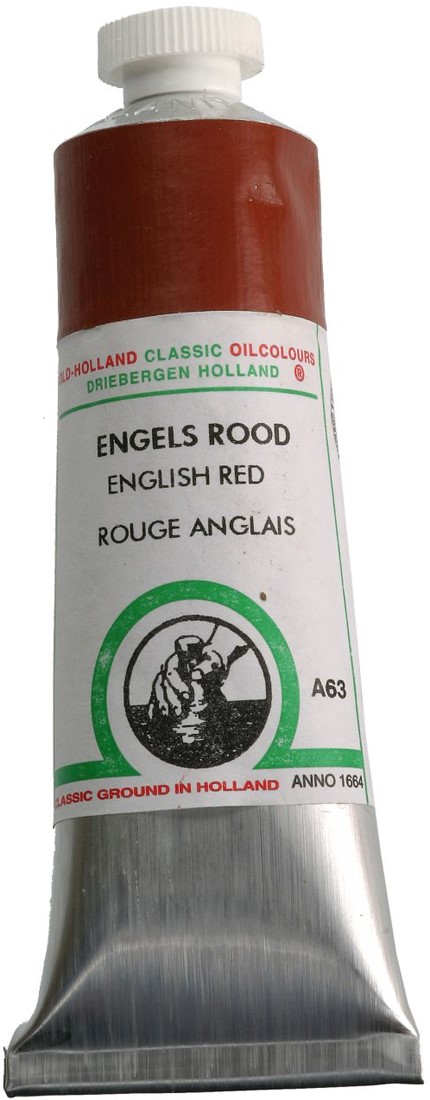 OLD-HOLLAND CLASSIC OILCOLOURS
DRIEBERGEN HOLLAND ®
ENGELS ROOD
ENGLISH RED
ROUGE ANGLAIS
A63
CLASSIC GROUND IN HOLLAND ANNO 1664